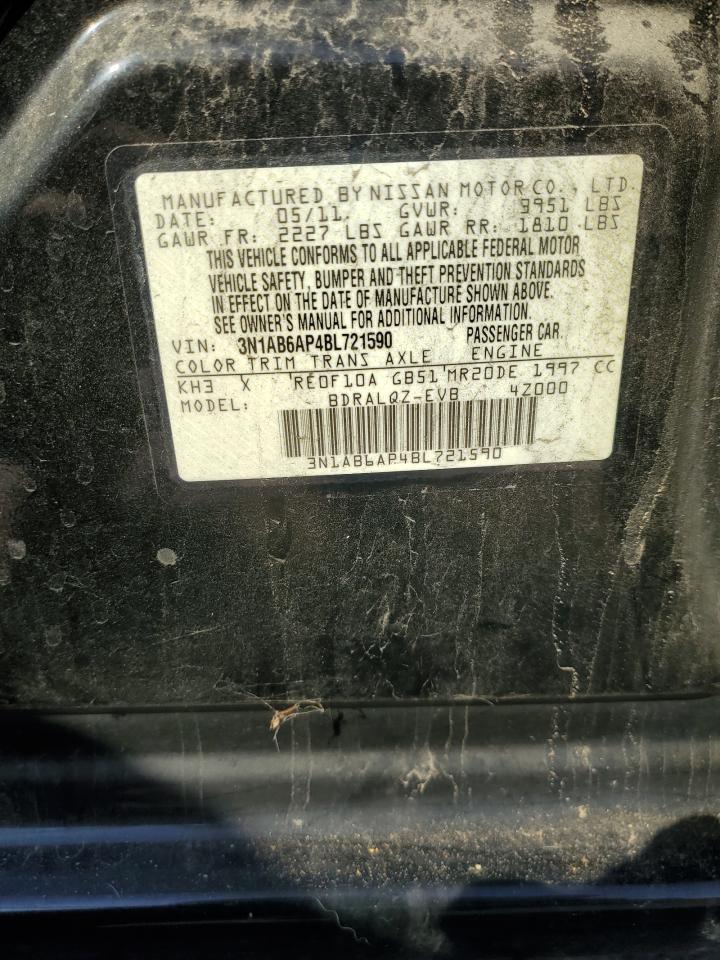 MANUFACTURED BY NISSAN MOTOR CO., LTD.
DATE: 05/11. GVWR: 3951 LBS
GAWR FR: 2227 LBS GAWR RR: 1810 LBS
THIS VEHICLE CONFORMS TO ALL APPLICABLE FEDERAL MOTOR
VEHICLE SAFETY, BUMPER AND THEFT PREVENTION STANDARDS
IN EFFECT ON THE DATE OF MANUFACTURE SHOWN ABOVE.
SEE OWNER'S MANUAL FOR ADDITIONAL INFORMATION.
VIN: 3N1AB6AP4BL721590 PASSENGER CAR.
COLOR TRIM TRANS AXLE ENGINE
KH3 X RE0F10A GB51 MR20DE 1997 CC
MODEL: BDRALQZ-EVB 4Z000
3N1AB6AP4BL721590